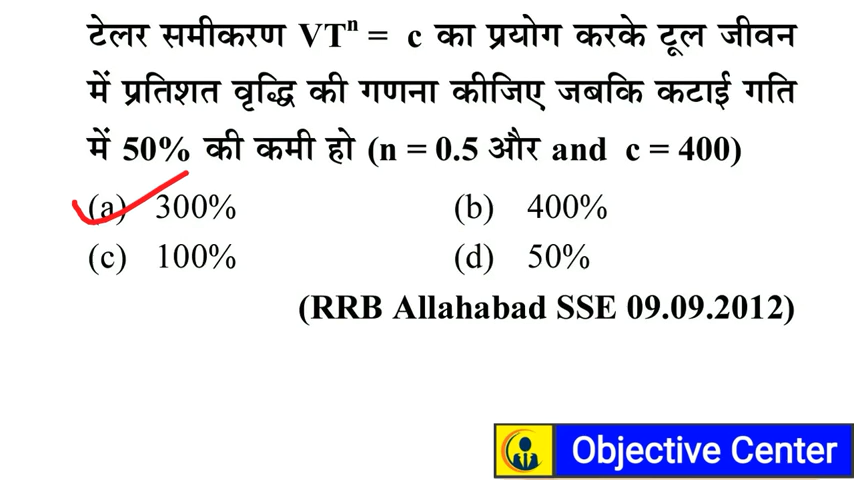 टेलर समीकरण VTⁿ = c का प्रयोग करके टूल जीवन
में प्रतिशत वृद्धि की गणना कीजिए जबकि कटाई गति
में 50% की कमी हो (n = 0.5 और and c = 400)
(a) 300% (b) 400%
(c) 100% (d) 50%
(RRB Allahabad SSE 09.09.2012)
Objective Center